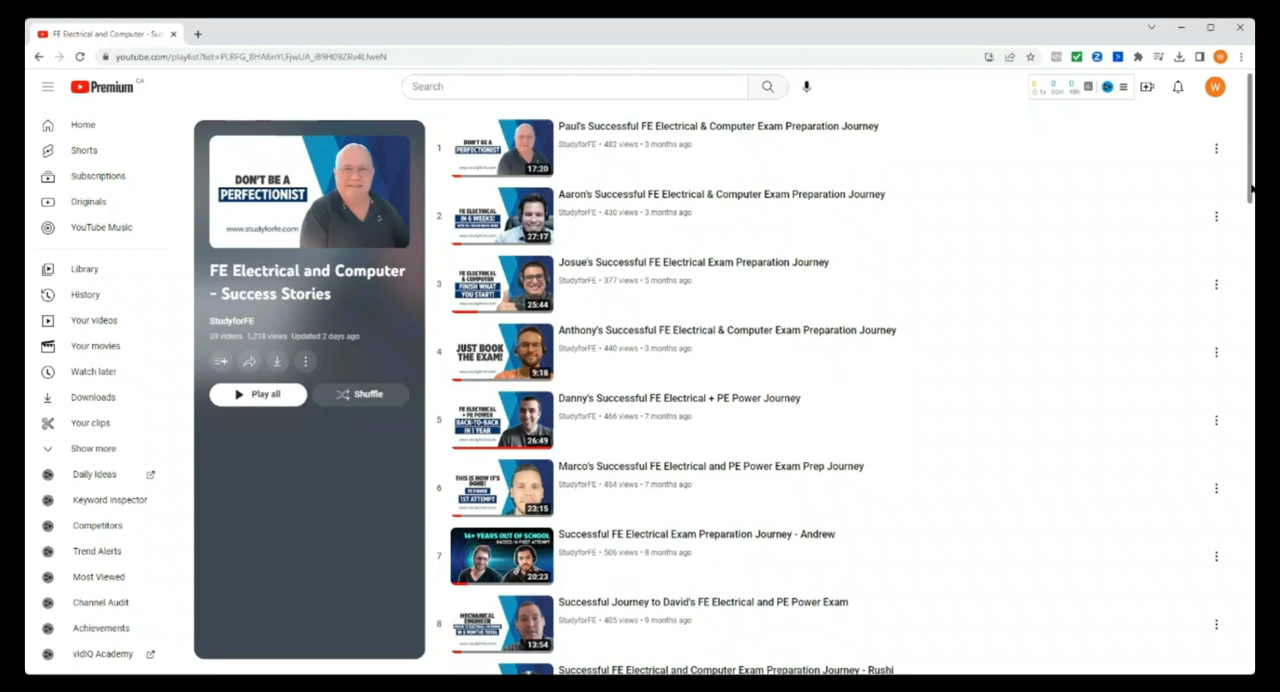 FE Electrical and Computer - Suc
youtube.com/playlist?list=PLRFG_8HA6nYLFjwUA_i89H09ZRv4LfweN
Premium CA
Search
W
Home
Shorts
Subscriptions
Originals
YouTube Music
Library
History
Your videos
Your movies
Watch later
Downloads
Your clips
Show more
Daily Ideas
Keyword Inspector
Competitors
Trend Alerts
Most Viewed
Channel Audit
Achievements
vidIQ Academy
DON'T BE A
PERFECTIONIST
www.studyforfe.com
FE Electrical and Computer
- Success Stories
StudyforFE
39 videos 1,218 views Updated 2 days ago
Play all
Shuffle
1
DON'T BE A
PERFECTIONIST
17:20
Paul's Successful FE Electrical & Computer Exam Preparation Journey
StudyforFE • 482 views • 3 months ago
2
FE ELECTRICAL
IN 6 WEEKS!
27:17
Aaron's Successful FE Electrical & Computer Exam Preparation Journey
StudyforFE • 430 views • 3 months ago
3
FE ELECTRICAL
& COMPUTER
FINISH WHAT
YOU START!
25:44
Josue's Successful FE Electrical Exam Preparation Journey
StudyforFE • 377 views • 5 months ago
4
JUST BOOK
THE EXAM!
9:18
Anthony's Successful FE Electrical & Computer Exam Preparation Journey
StudyforFE • 440 views • 3 months ago
5
FE ELECTRICAL
+ PE POWER
BACK-TO-BACK
IN 1 YEAR
26:49
Danny's Successful FE Electrical + PE Power Journey
StudyforFE • 466 views • 7 months ago
6
THIS IS HOW IT'S
DONE!
PE POWER
1ST ATTEMPT
23:15
Marco's Successful FE Electrical and PE Power Exam Prep Journey
StudyforFE • 454 views • 7 months ago
7
16+ YEARS OUT OF SCHOOL
20:23
Successful FE Electrical Exam Preparation Journey - Andrew
StudyforFE • 506 views • 8 months ago
8
MECHANICAL
ENGINEER
13:54
Successful Journey to David's FE Electrical and PE Power Exam
StudyforFE • 405 views • 9 months ago
Successful FE Electrical and Computer Exam Preparation Journey - Rushi